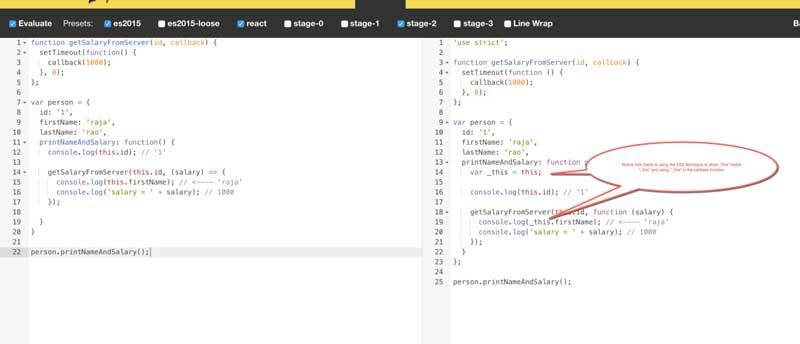 Evaluate Presets: es2015 es2015-loose react stage-0 stage-1 stage-2 stage-3 Line Wrap Ba
1 function getSalaryFromServer(id, callback) {
2 setTimeout(function() {
3 callback(1000);
4 }, 0);
5 };
6
7 var person = {
8 id: '1',
9 firstName: 'raja',
10 lastName: 'rao',
11 printNameAndSalary: function() {
12 console.log(this.id); // '1'
13
14 getSalaryFromServer(this.id, (salary) => {
15 console.log(this.firstName); // <———— 'raja'
16 console.log('salary = ' + salary); // 1000
17 });
18
19 }
20 }
21
22 person.printNameAndSalary();
1 'use strict';
2
3 function getSalaryFromServer(id, callback) {
4 setTimeout(function () {
5 callback(1000);
6 }, 0);
7 };
8
9 var person = {
10 id: '1',
11 firstName: 'raja',
12 lastName: 'rao',
13 printNameAndSalary: function
14 var _this = this;
15
16 console.log(this.id); // '1'
17
18 getSalaryFromServer(this.id, function (salary) {
19 console.log(_this.firstName); // <———— 'raja'
20 console.log('salary = ' + salary); // 1000
21 });
22 }
23 };
24
25 person.printNameAndSalary();
Notice how babel is using the ES5 technique to store "this" inside
"_this" and using "_this" in the callback function